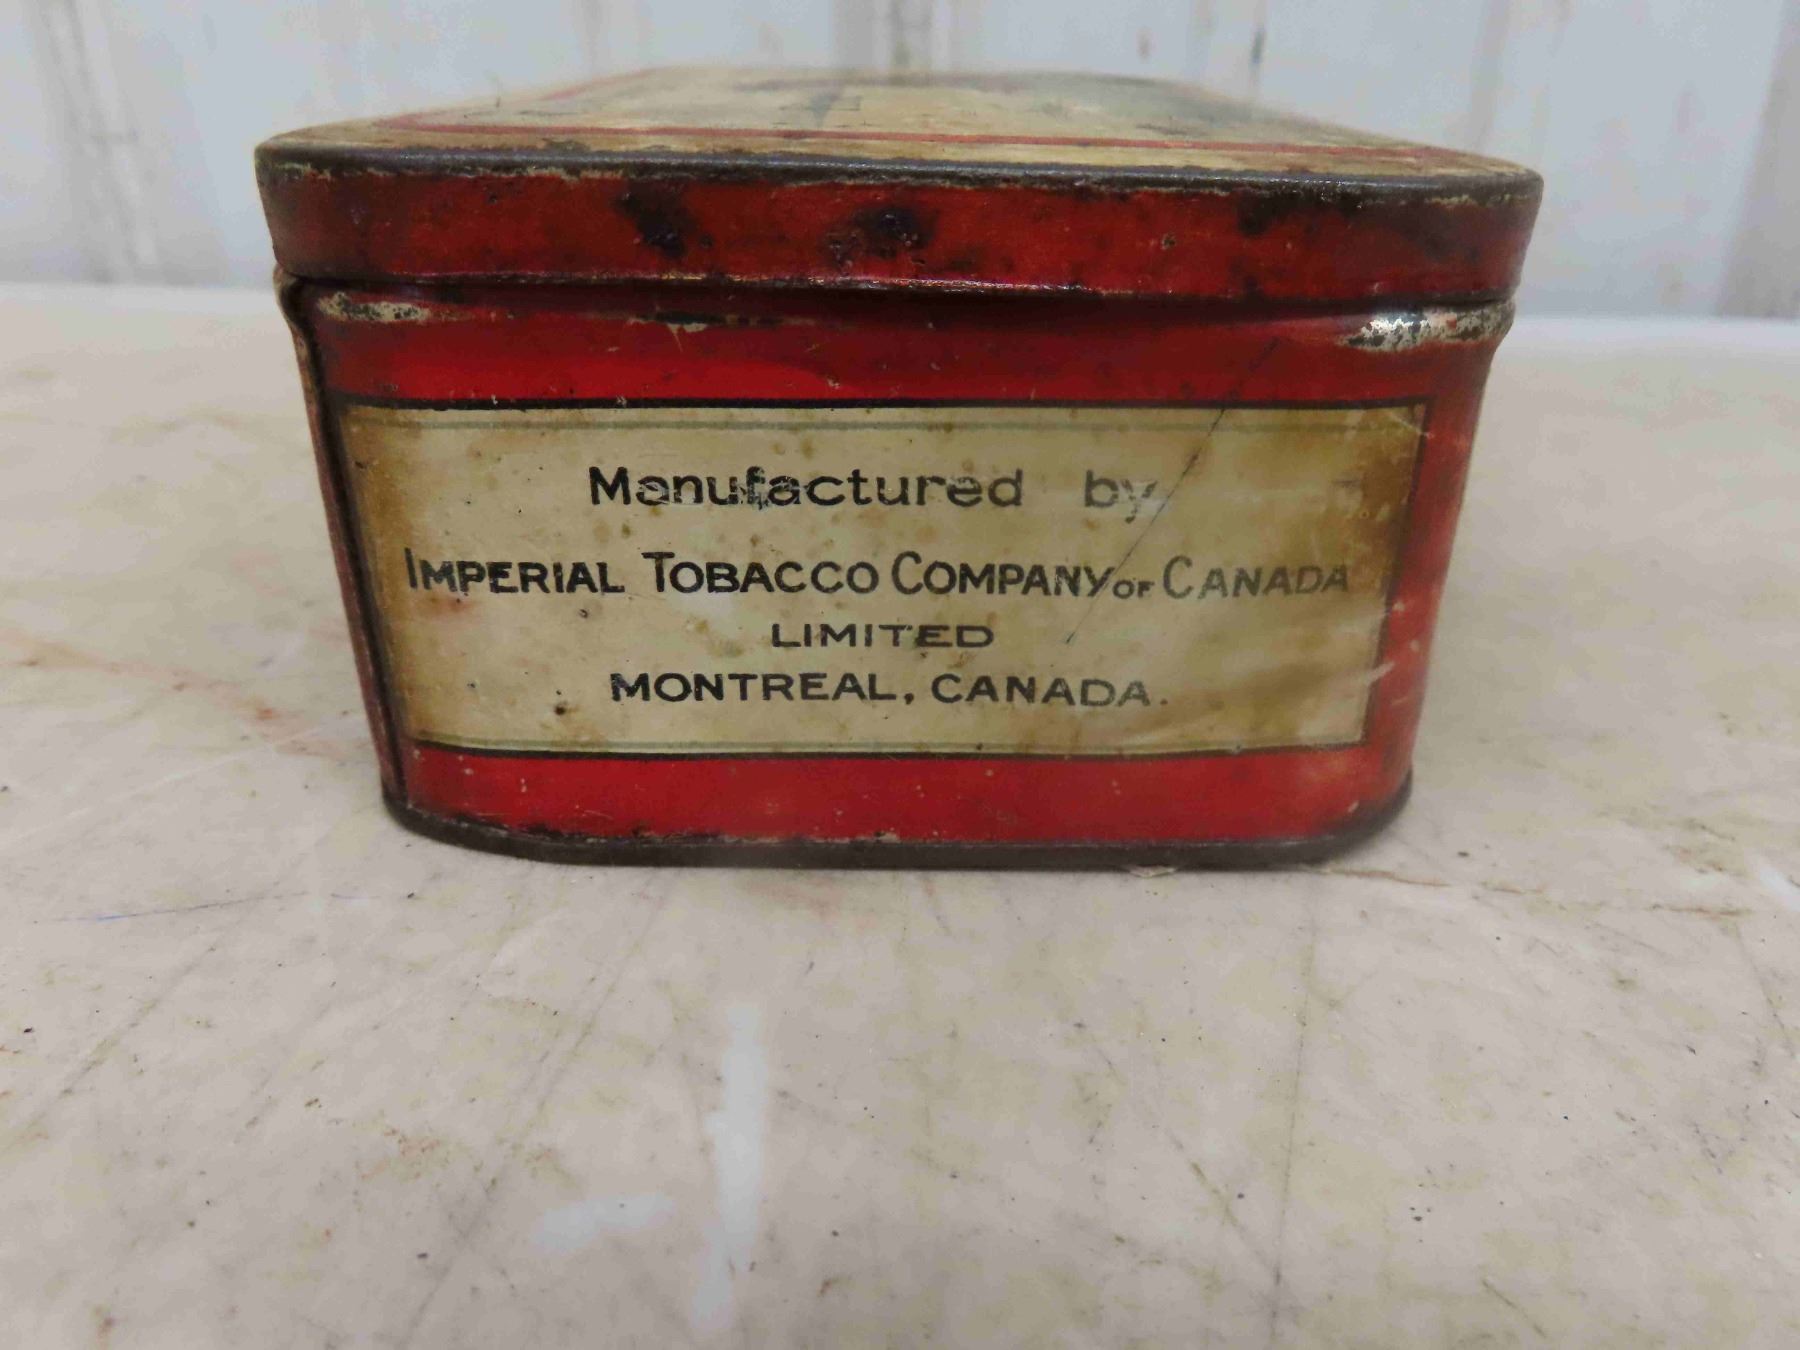 Manufactured by
IMPERIAL TOBACCO COMPANY OF CANADA
LIMITED
MONTREAL, CANADA.